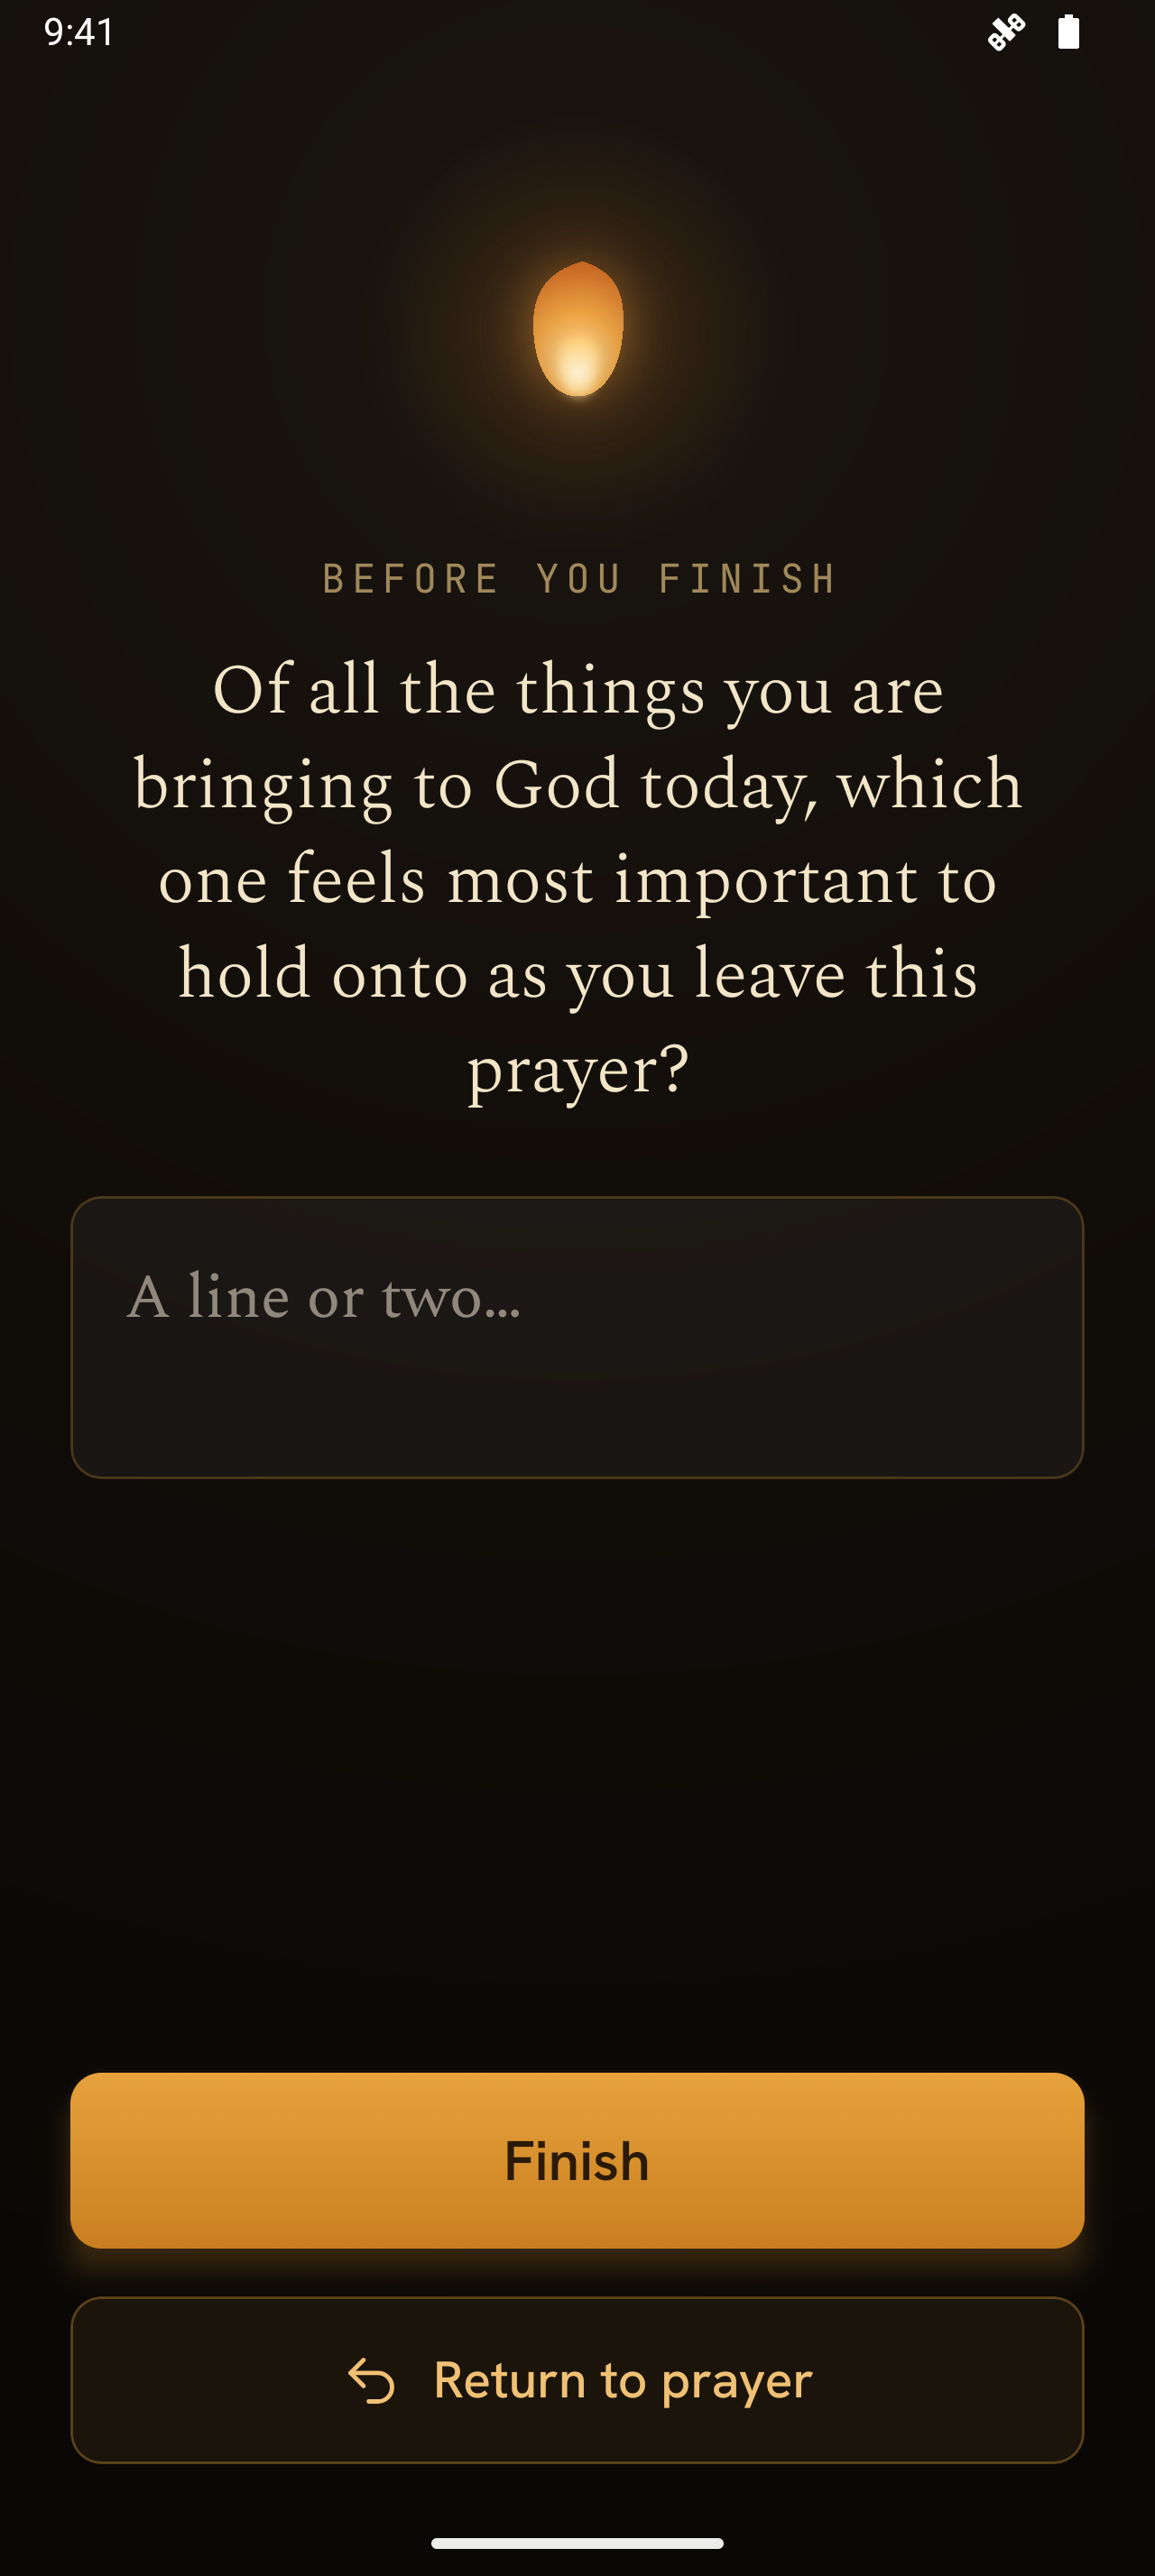 9:41
BEFORE YOU FINISH
Of all the things you are
bringing to God today, which
one feels most important to
hold onto as you leave this
prayer?
A line or two…
Finish
Return to prayer